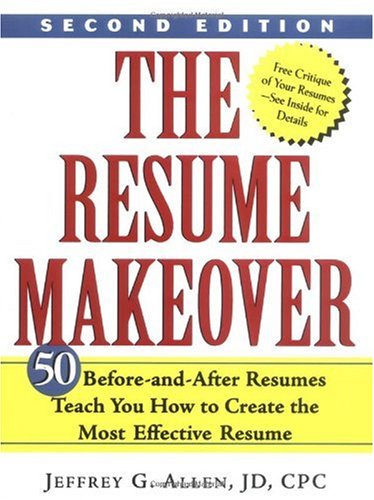 SECOND EDITION
THE
RESUME
MAKEOVER
Free Critique
of Your Resumes
—See Inside for
Details
50 Before-and-After Resumes
Teach You How to Create the
Most Effective Resume
JEFFREY G. ALLEN, JD, CPC